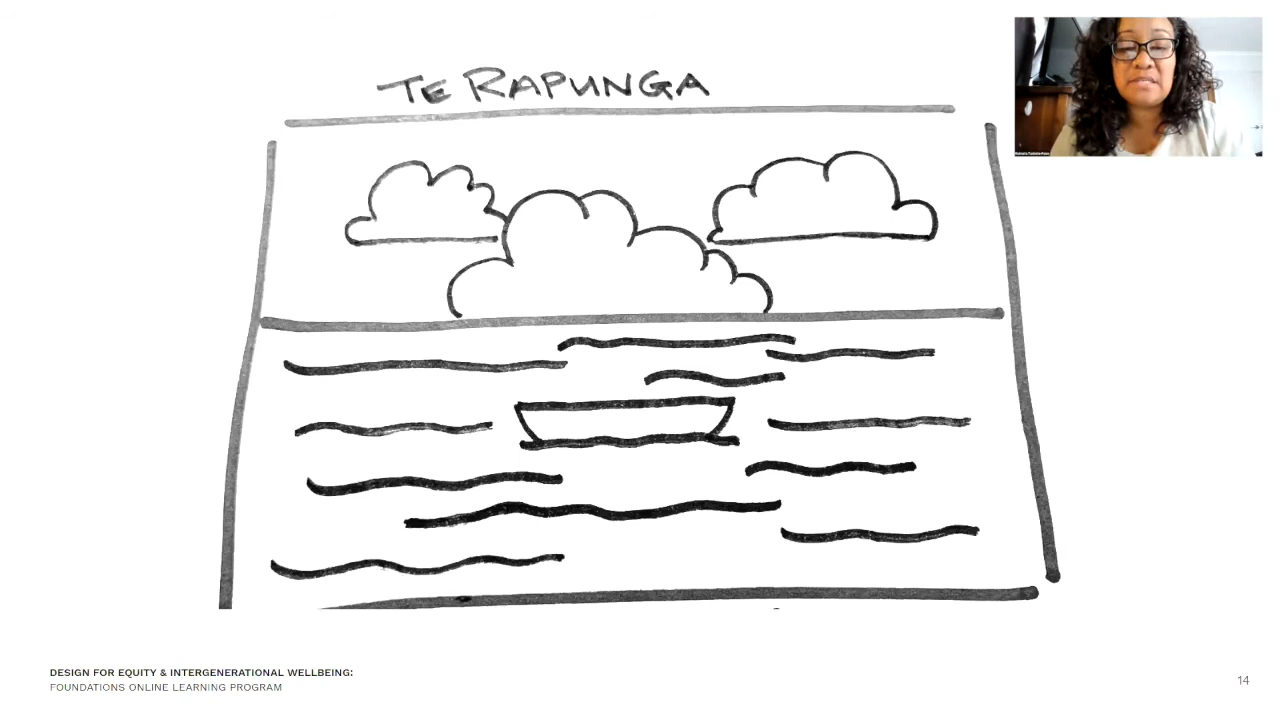 TE RAPUNGA
DESIGN FOR EQUITY & INTERGENERATIONAL WELLBEING:
FOUNDATIONS ONLINE LEARNING PROGRAM
14